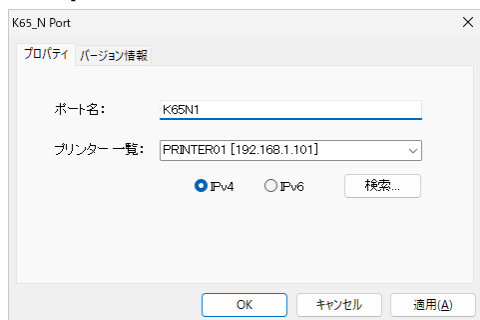 K65_N Port
プロパティ バージョン情報
ポート名: K65N1
プリンター 一覧: PRINTER01 [192.168.1.101]
IPv4 IPv6 検索...
OK キャンセル 適用(A)